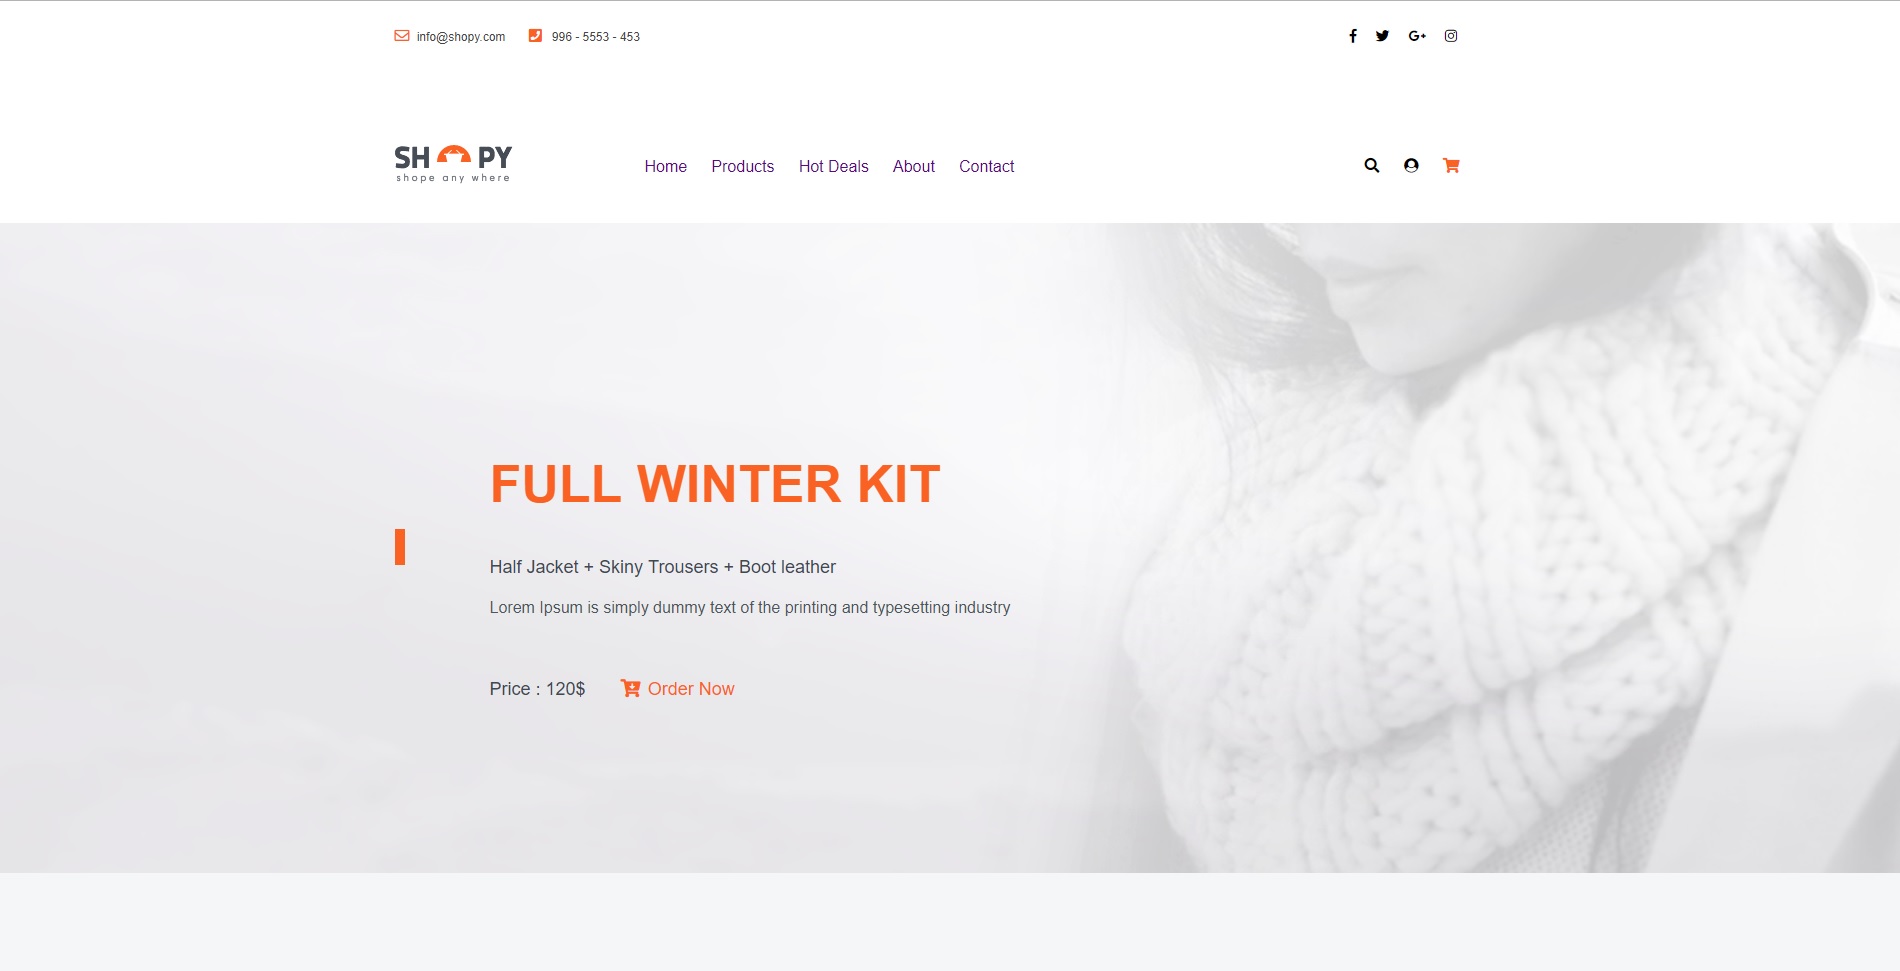 info@shopy.com 996 - 5553 - 453
SHOPY
shope any where
Home Products Hot Deals About Contact
FULL WINTER KIT
Half Jacket + Skiny Trousers + Boot leather
Lorem Ipsum is simply dummy text of the printing and typesetting industry
Price : 120$ Order Now